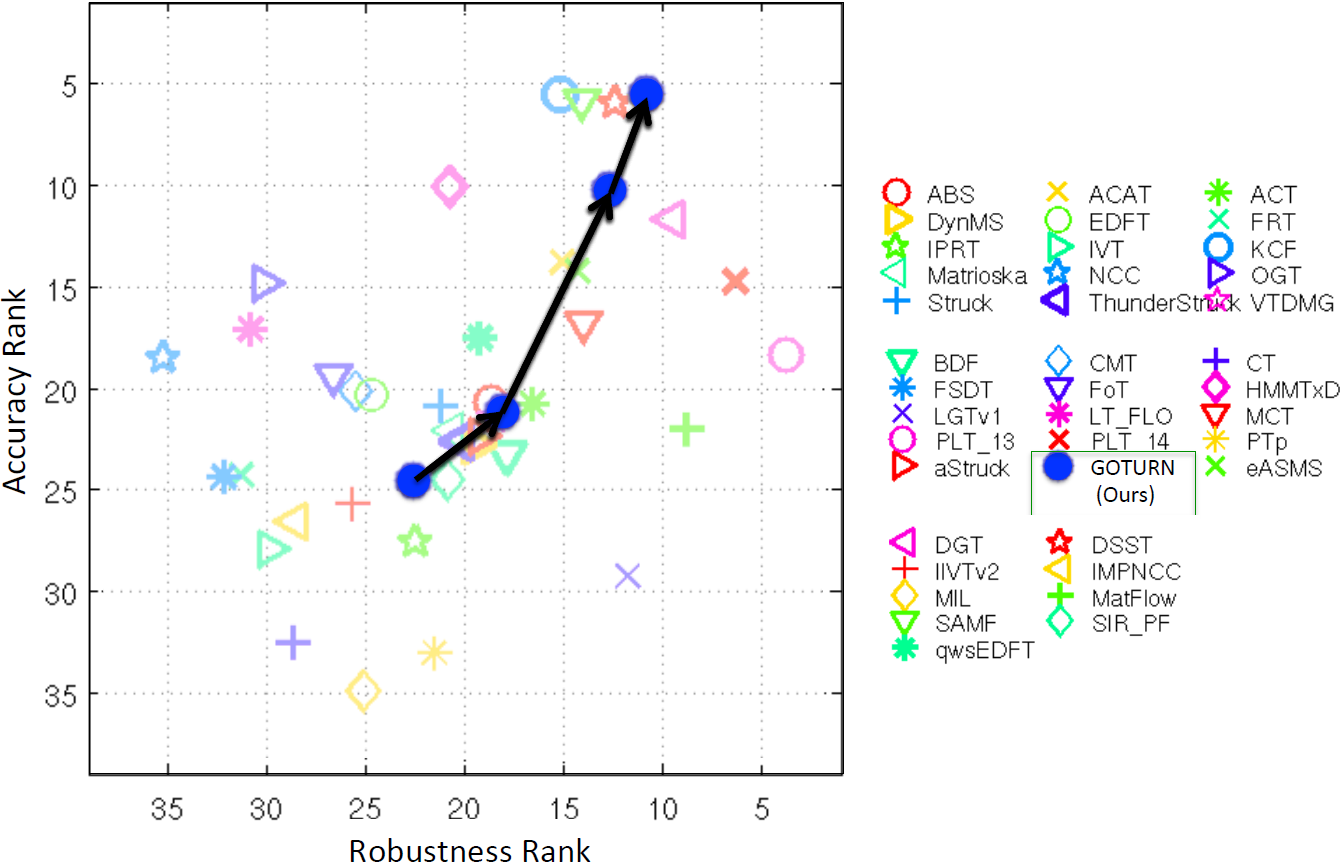 5
10
15
20
25
30
35
Accuracy Rank
35 30 25 20 15 10 5
Robustness Rank
ABS ACAT ACT
DynMS EDFT FRT
IPRT IVT KCF
Matrioska NCC OGT
Struck ThunderStruck VTDMG
BDF CMT CT
FSDT FoT HMMTxD
LGTv1 LT_FLO MCT
PLT_13 PLT_14 PTp
aStruck GOTURN eASMS
(Ours)
DGT DSST
IIVTv2 IMPNCC
MIL MatFlow
SAMF SIR_PF
qwsEDFT